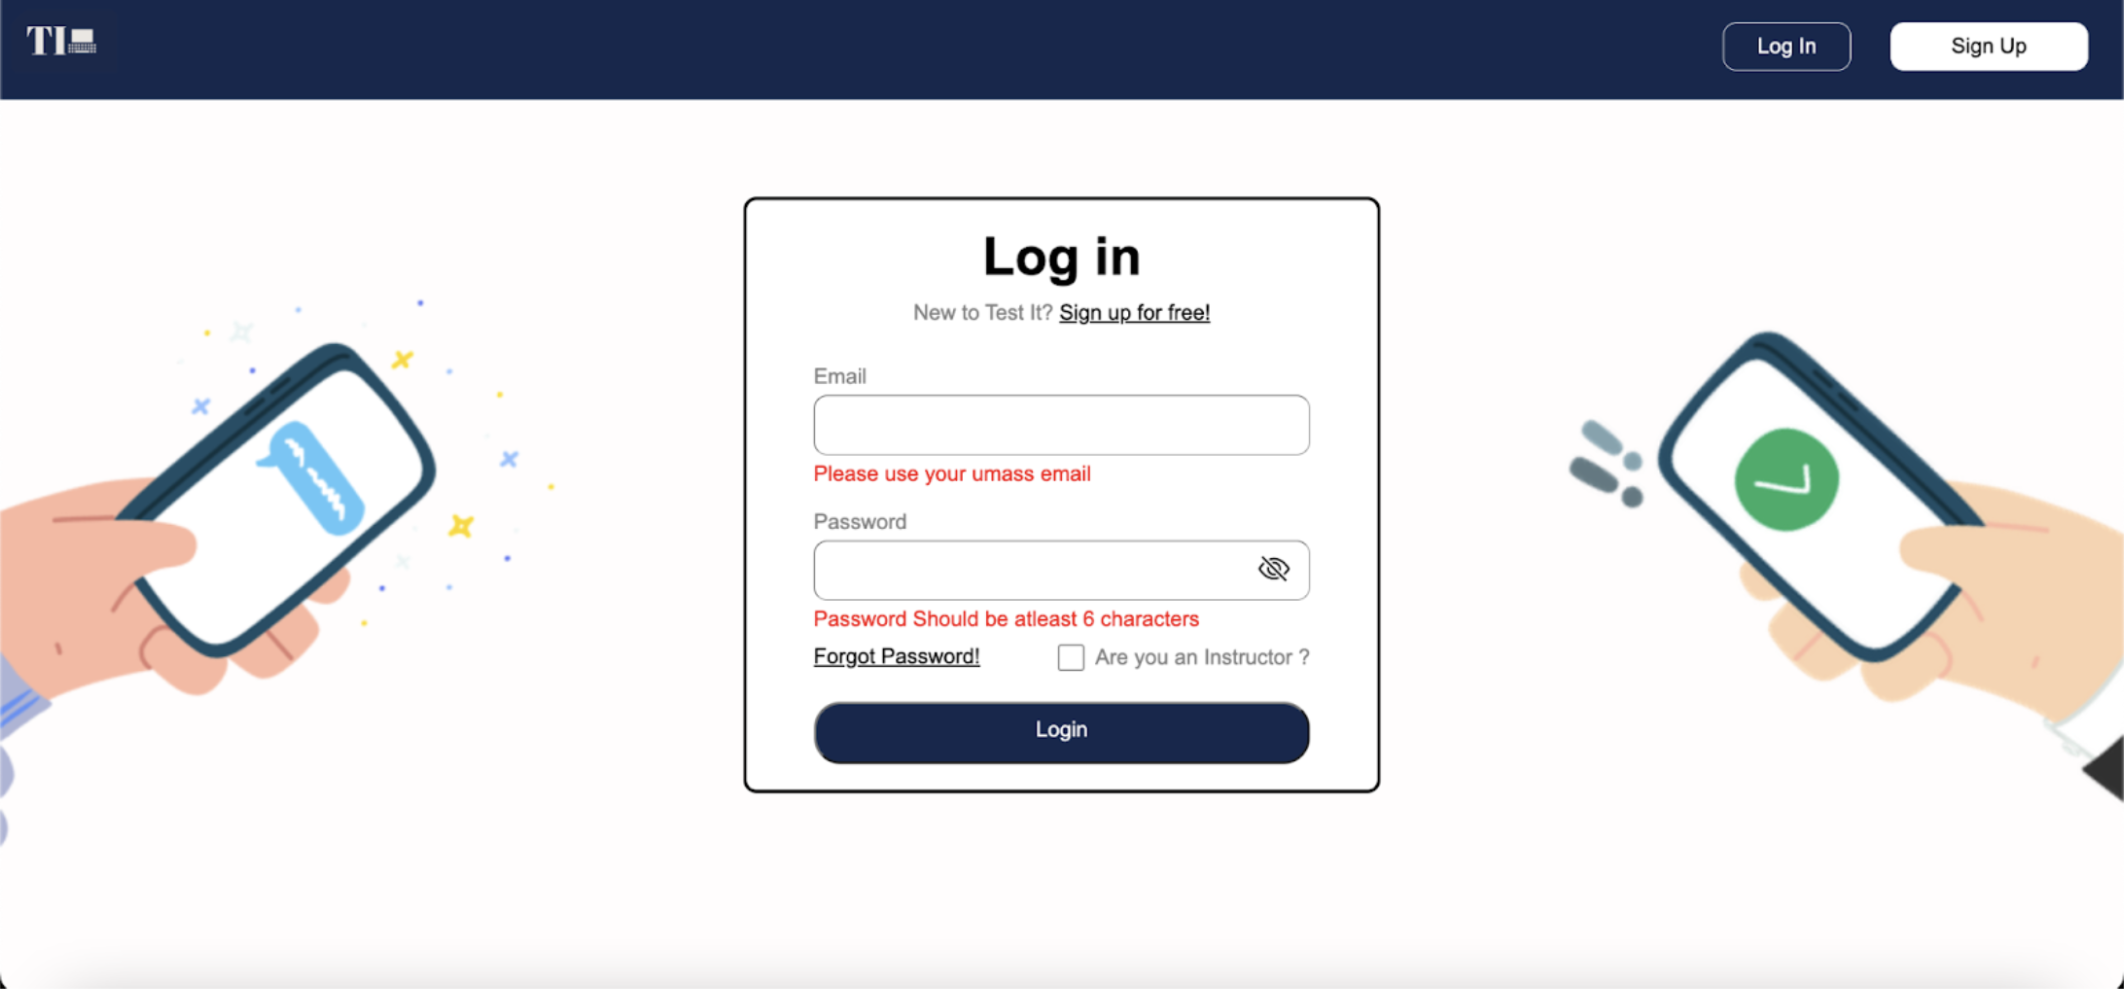 TI
Log In
Sign Up
Log in
New to Test It? Sign up for free!
Email
Please use your umass email
Password
Password Should be atleast 6 characters
Forgot Password!
Are you an Instructor ?
Login